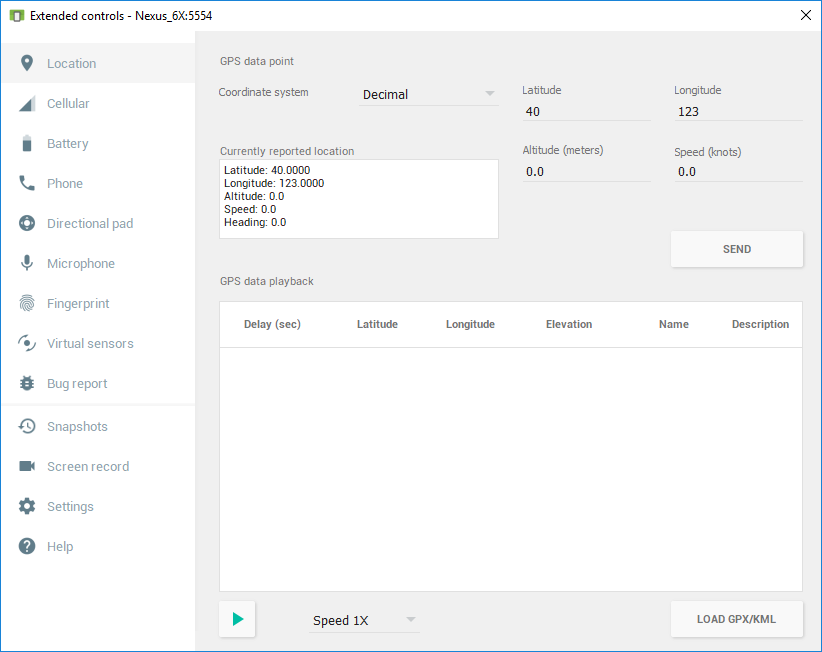 Extended controls - Nexus_6X:5554
Location
Cellular
Battery
Phone
Directional pad
Microphone
Fingerprint
Virtual sensors
Bug report
Snapshots
Screen record
Settings
Help
GPS data point
Coordinate system
Decimal
Latitude
40
Longitude
123
Altitude (meters)
0.0
Speed (knots)
0.0
Currently reported location
Latitude: 40.0000
Longitude: 123.0000
Altitude: 0.0
Speed: 0.0
Heading: 0.0
SEND
GPS data playback
Delay (sec) Latitude Longitude Elevation Name Description
Speed 1X
LOAD GPX/KML